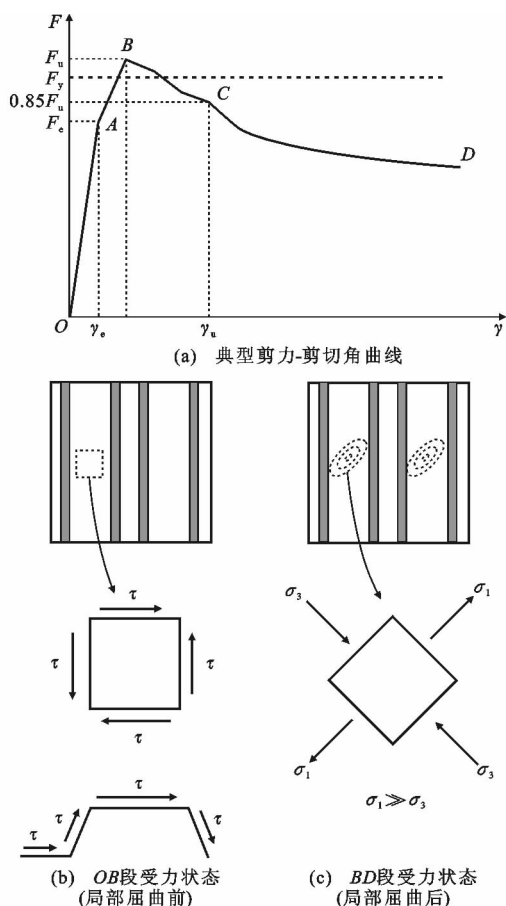 F
B
F_u
F_y
0.85F_u
C
F_e
A
D
O
γ_e
γ_u
γ
(a) 典型剪力-剪切角曲线
τ
σ_3
σ_1
τ
τ
τ
σ_1
σ_3
σ_1≫σ_3
τ
τ
τ
τ
(b) OB段受力状态
(局部屈曲前)
(c) BD段受力状态
(局部屈曲后)